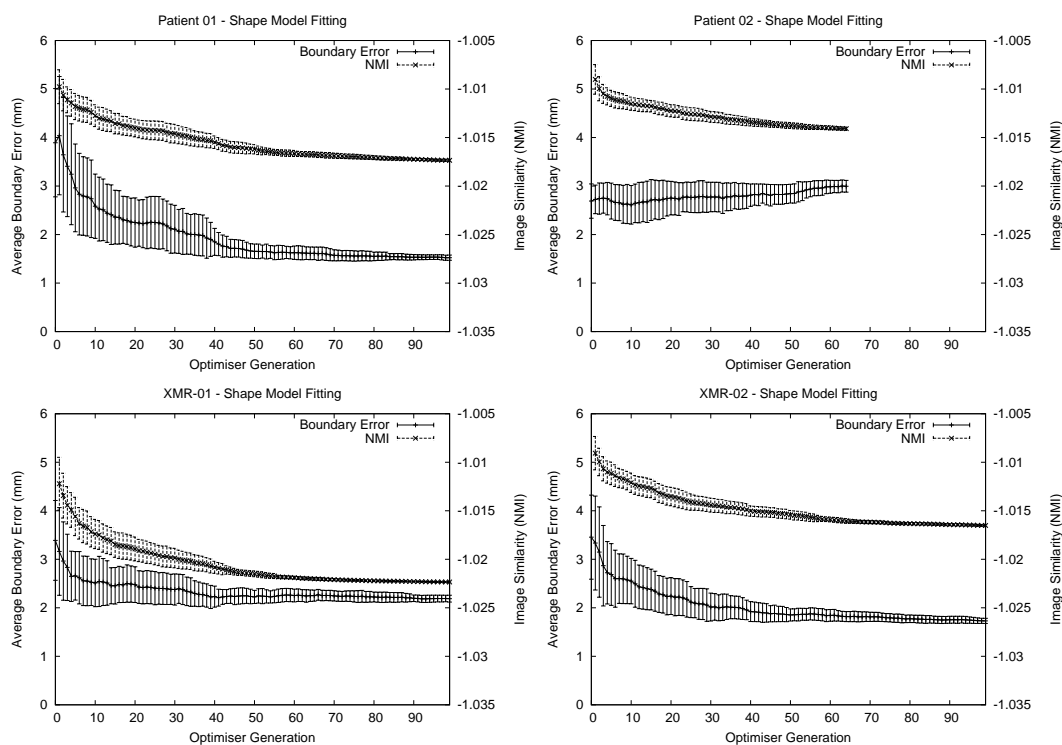 Patient 01 - Shape Model Fitting
Boundary Error
NMI
Average Boundary Error (mm)
Image Similarity (NMI)
6
5
4
3
2
1
0
-1.005
-1.01
-1.015
-1.02
-1.025
-1.03
-1.035
0 10 20 30 40 50 60 70 80 90
Optimiser Generation
Patient 02 - Shape Model Fitting
Boundary Error
NMI
Average Boundary Error (mm)
Image Similarity (NMI)
6
5
4
3
2
1
0
-1.005
-1.01
-1.015
-1.02
-1.025
-1.03
-1.035
0 10 20 30 40 50 60 70 80 90
Optimiser Generation
XMR-01 - Shape Model Fitting
Boundary Error
NMI
Average Boundary Error (mm)
Image Similarity (NMI)
6
5
4
3
2
1
0
-1.005
-1.01
-1.015
-1.02
-1.025
-1.03
-1.035
0 10 20 30 40 50 60 70 80 90
Optimiser Generation
XMR-02 - Shape Model Fitting
Boundary Error
NMI
Average Boundary Error (mm)
Image Similarity (NMI)
6
5
4
3
2
1
0
-1.005
-1.01
-1.015
-1.02
-1.025
-1.03
-1.035
0 10 20 30 40 50 60 70 80 90
Optimiser Generation